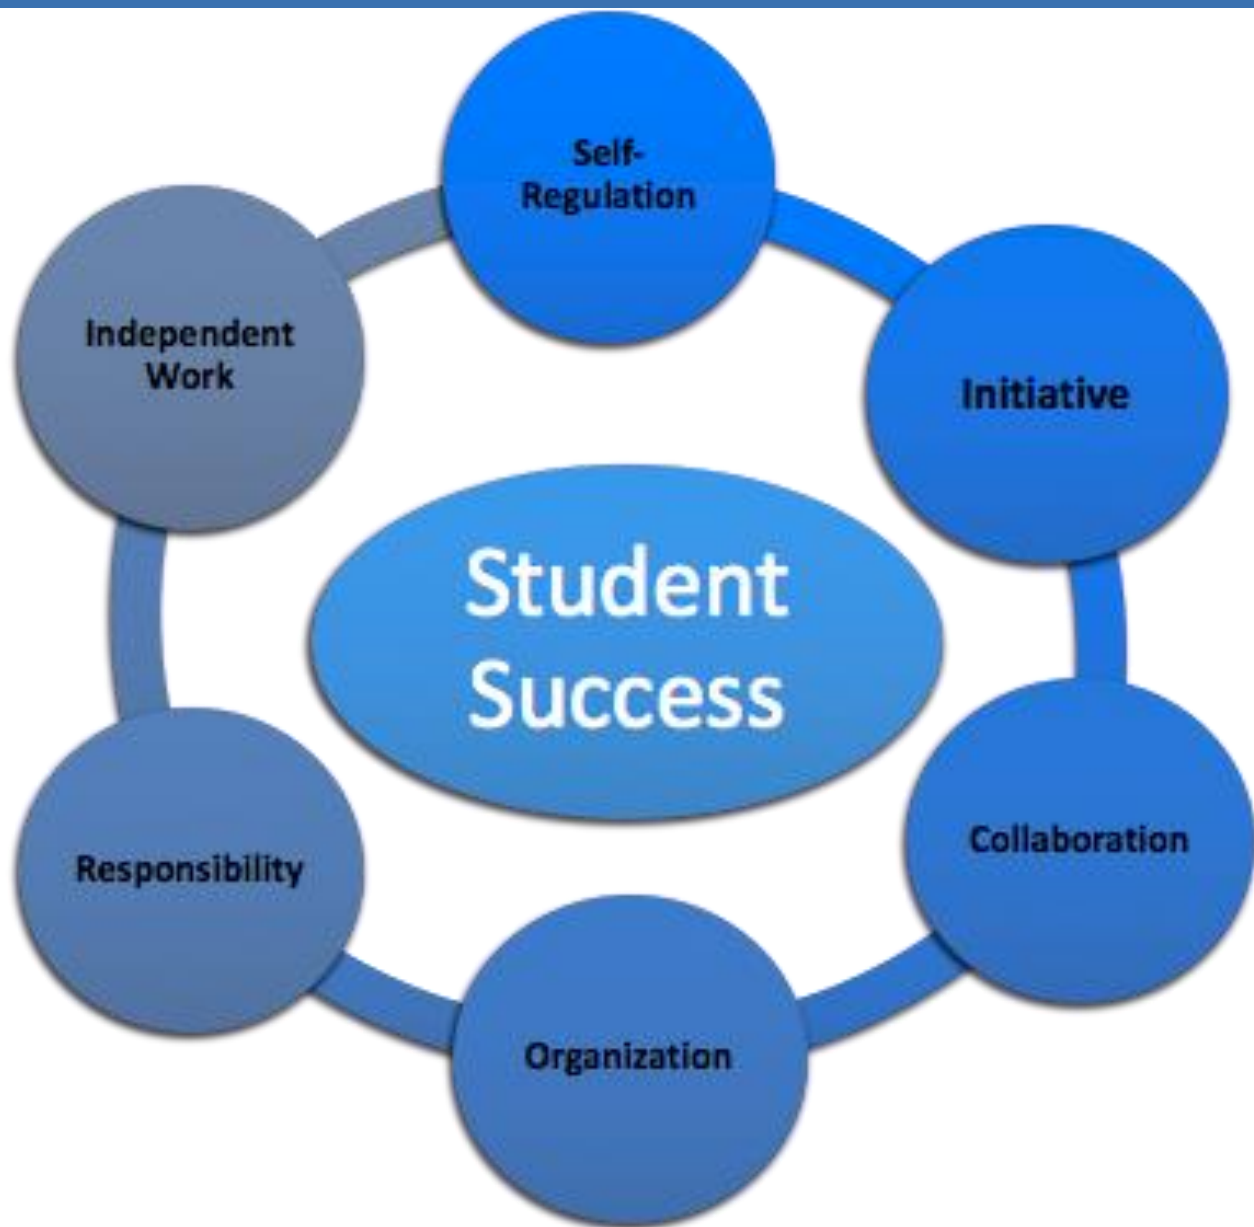 Self-
Regulation
Initiative
Collaboration
Organization
Responsibility
Independent
Work
Student
Success